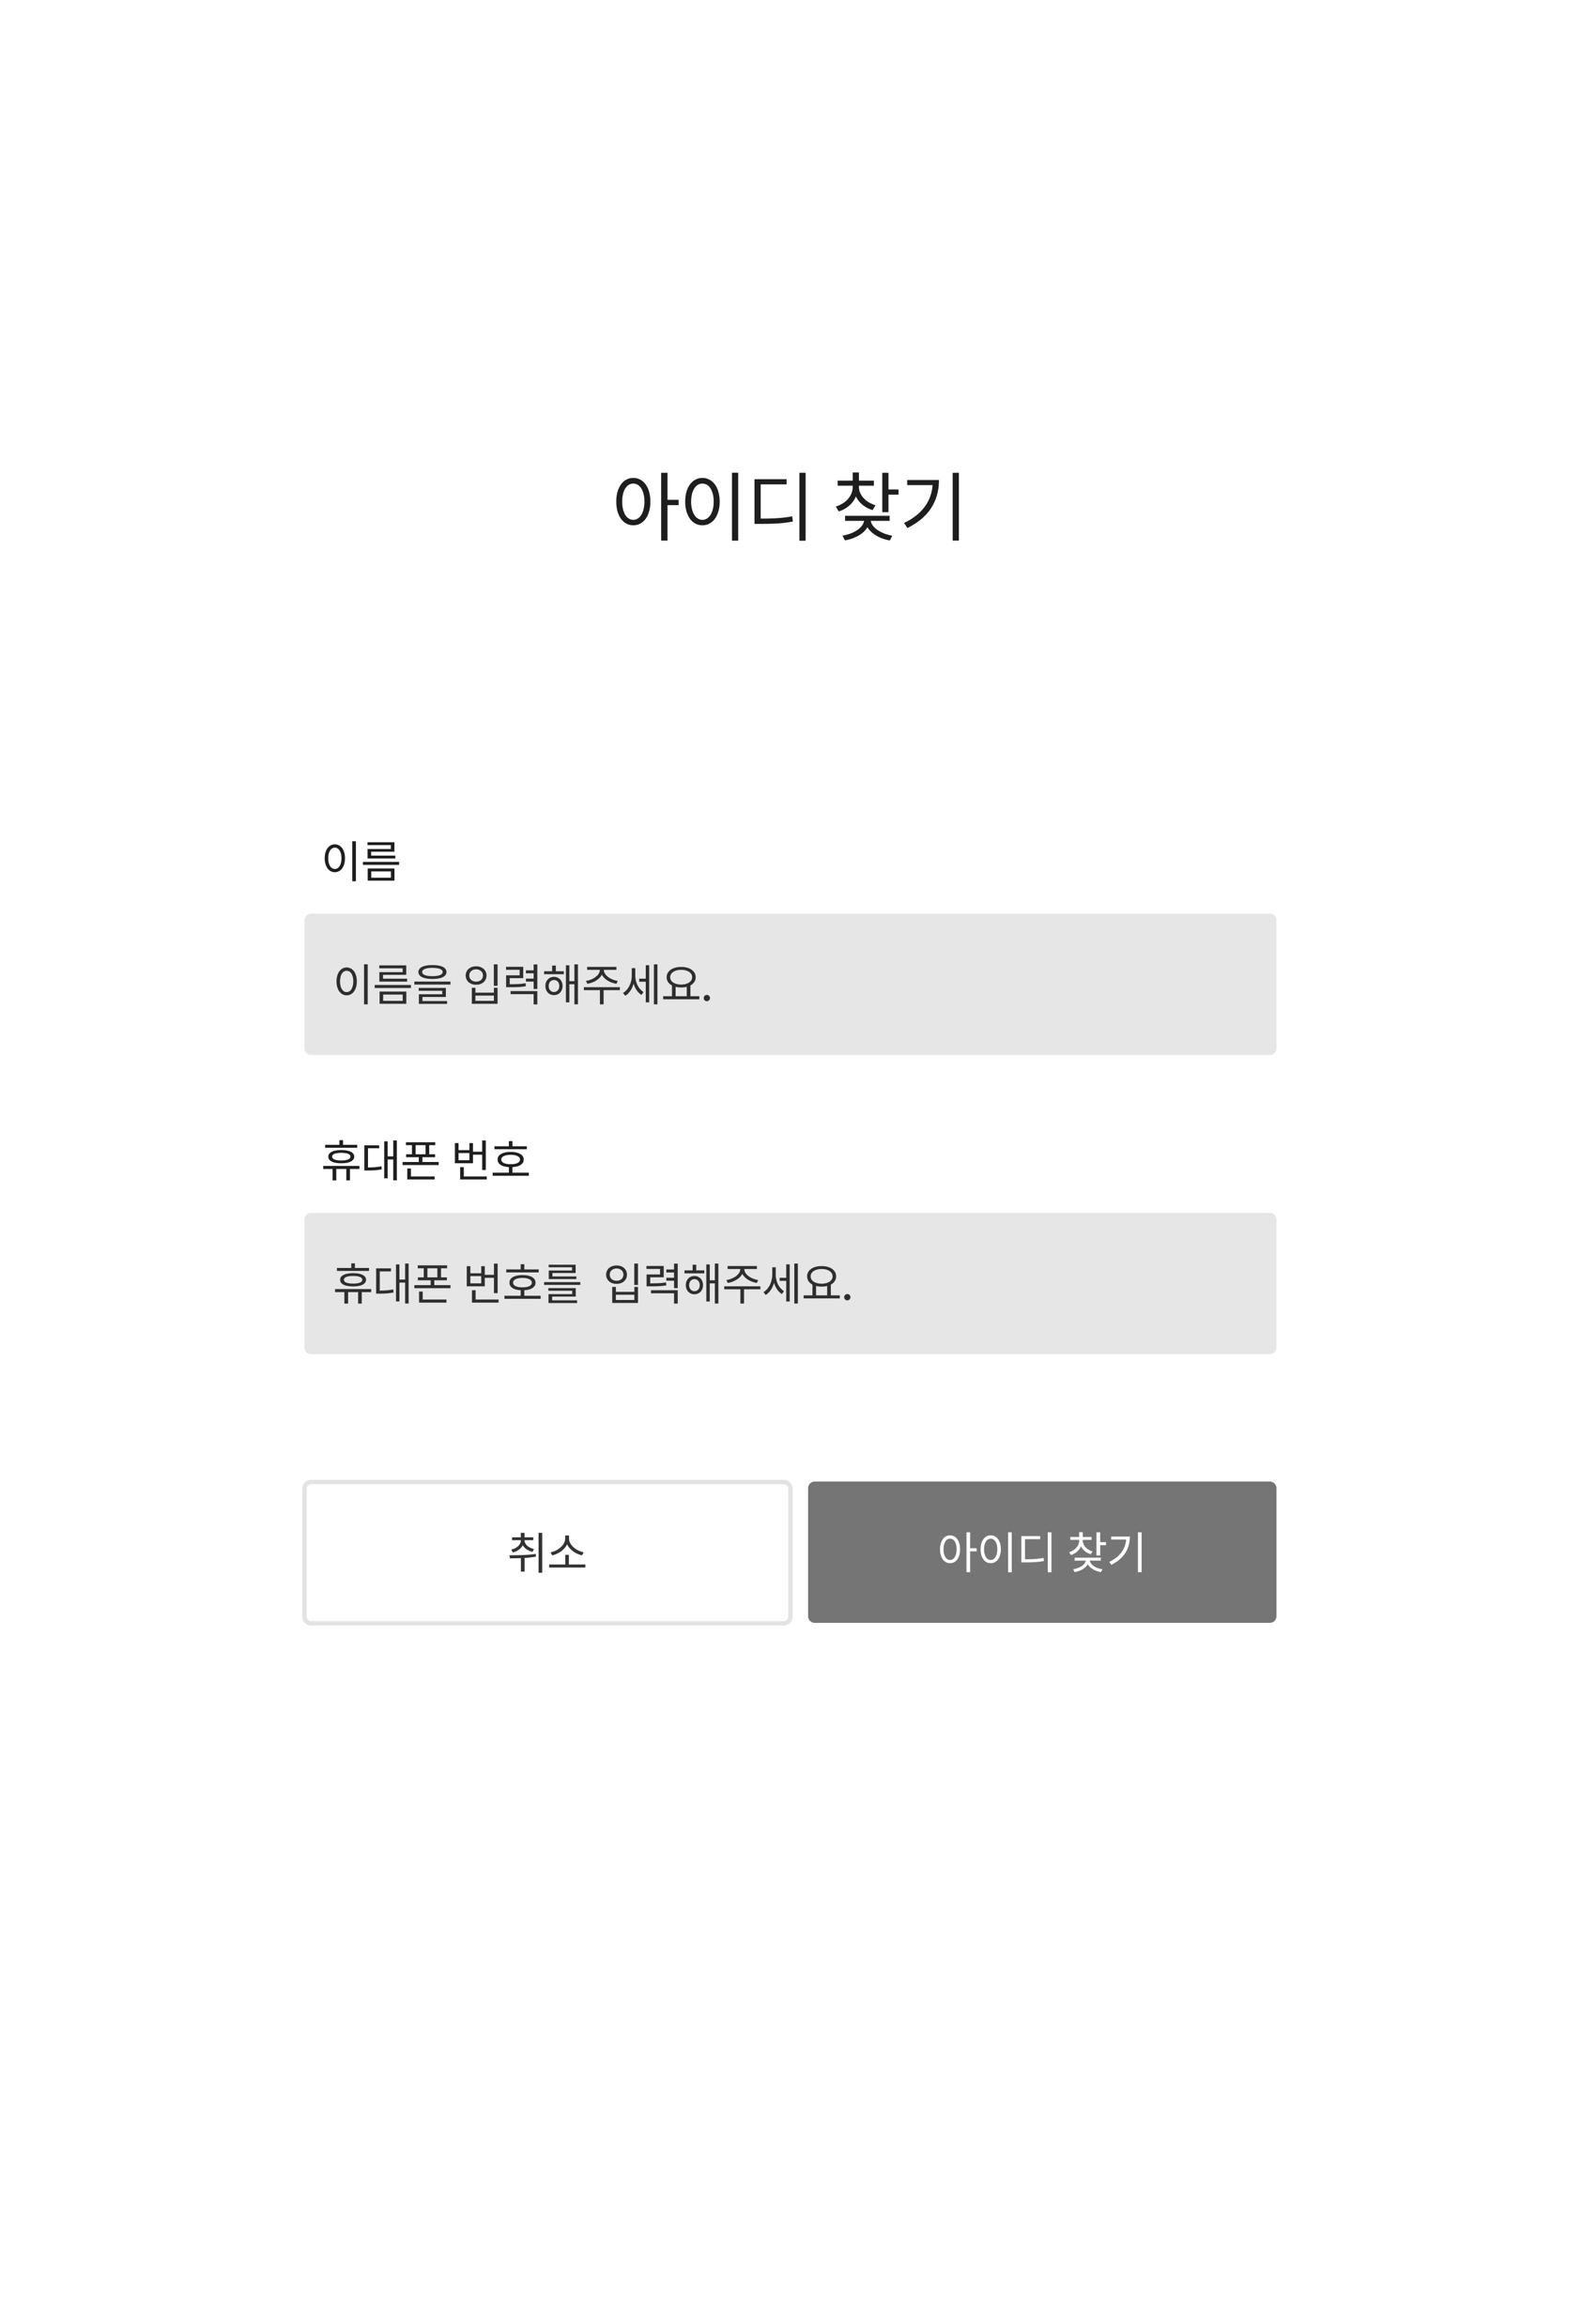 아이디 찾기
이름
이름을 입력해주세요.
휴대폰 번호
휴대폰 번호를 입력해주세요.
취소
아이디 찾기